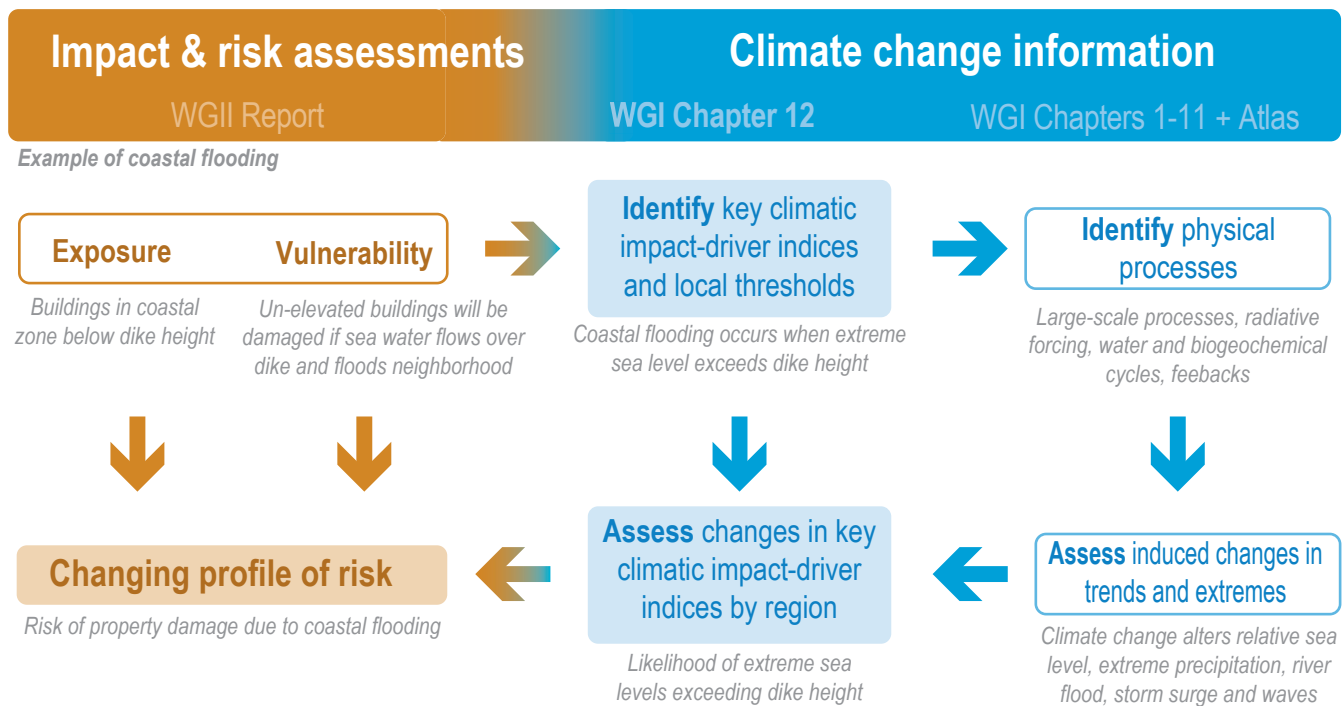 Impact & risk assessments
WGII Report
Climate change information
WGI Chapter 12
WGI Chapters 1-11 + Atlas
Example of coastal flooding
Exposure
Vulnerability
Buildings in coastal
zone below dike height
Un-elevated buildings will be
damaged if sea water flows over
dike and floods neighborhood
Identify key climatic
impact-driver indices
and local thresholds
Coastal flooding occurs when extreme
sea level exceeds dike height
Identify physical
processes
Large-scale processes, radiative
forcing, water and biogeochemical
cycles, feebacks
Changing profile of risk
Risk of property damage due to coastal flooding
Assess changes in key
climatic impact-driver
indices by region
Likelihood of extreme sea
levels exceeding dike height
Assess induced changes in
trends and extremes
Climate change alters relative sea
level, extreme precipitation, river
flood, storm surge and waves